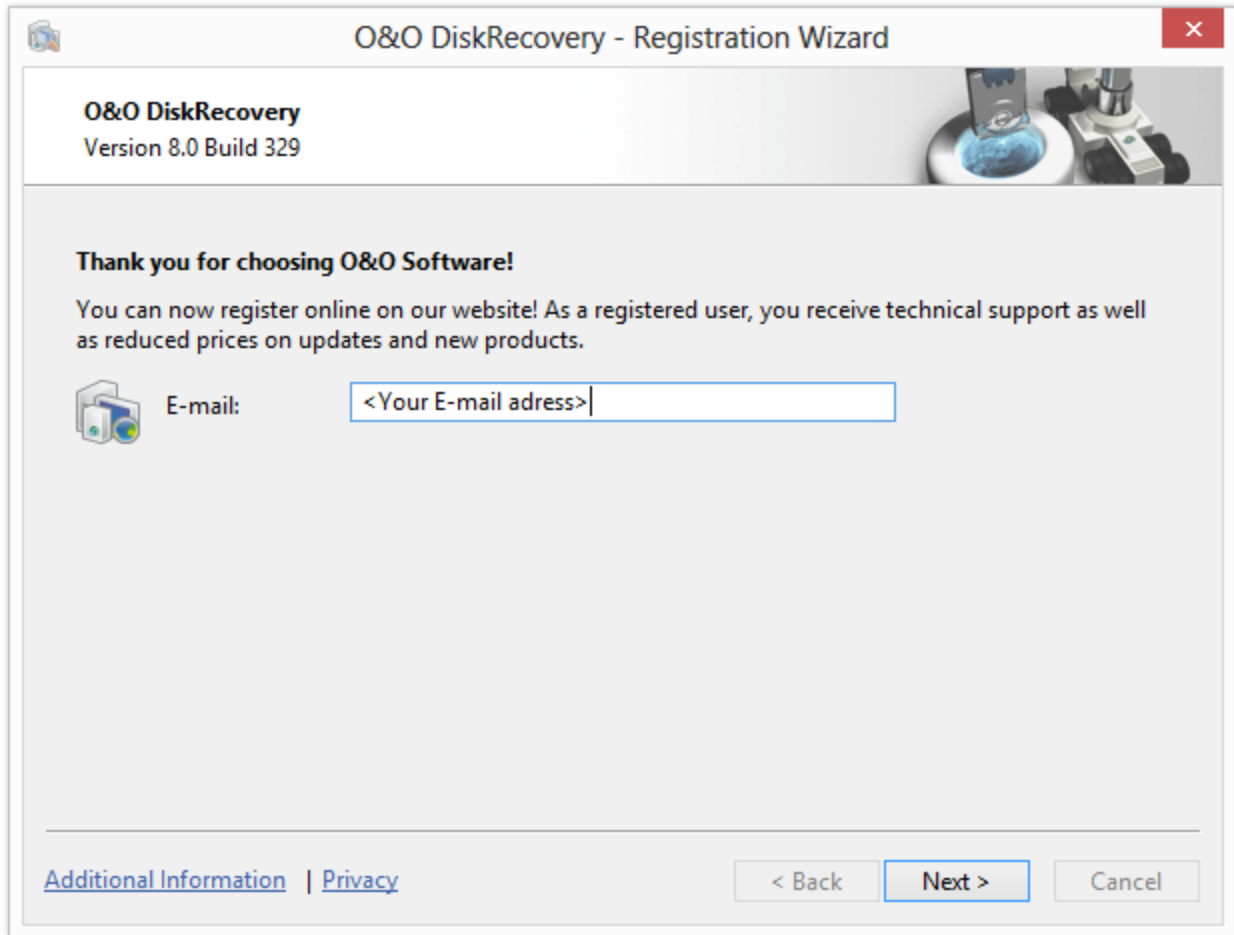 O&O DiskRecovery - Registration Wizard
O&O DiskRecovery
Version 8.0 Build 329
Thank you for choosing O&O Software!
You can now register online on our website! As a registered user, you receive technical support as well
as reduced prices on updates and new products.
E-mail: <Your E-mail adress>
Additional Information | Privacy < Back Next > Cancel